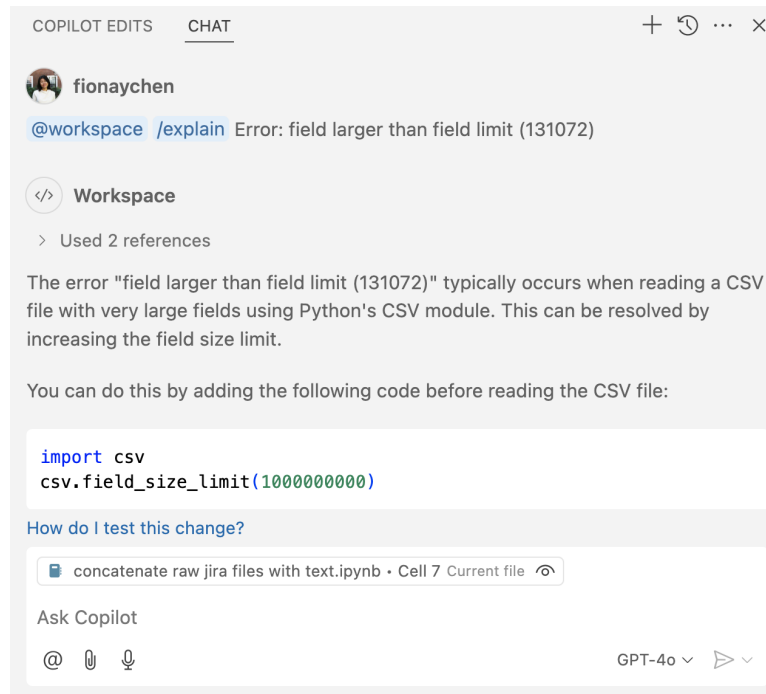 COPILOT EDITS CHAT
fionaychen
@workspace /explain Error: field larger than field limit (131072)
Workspace
Used 2 references
The error "field larger than field limit (131072)" typically occurs when reading a CSV
file with very large fields using Python's CSV module. This can be resolved by
increasing the field size limit.
You can do this by adding the following code before reading the CSV file:
import csv
csv.field_size_limit(1000000000)
How do I test this change?
concatenate raw jira files with text.ipynb • Cell 7 Current file
Ask Copilot
GPT-4o